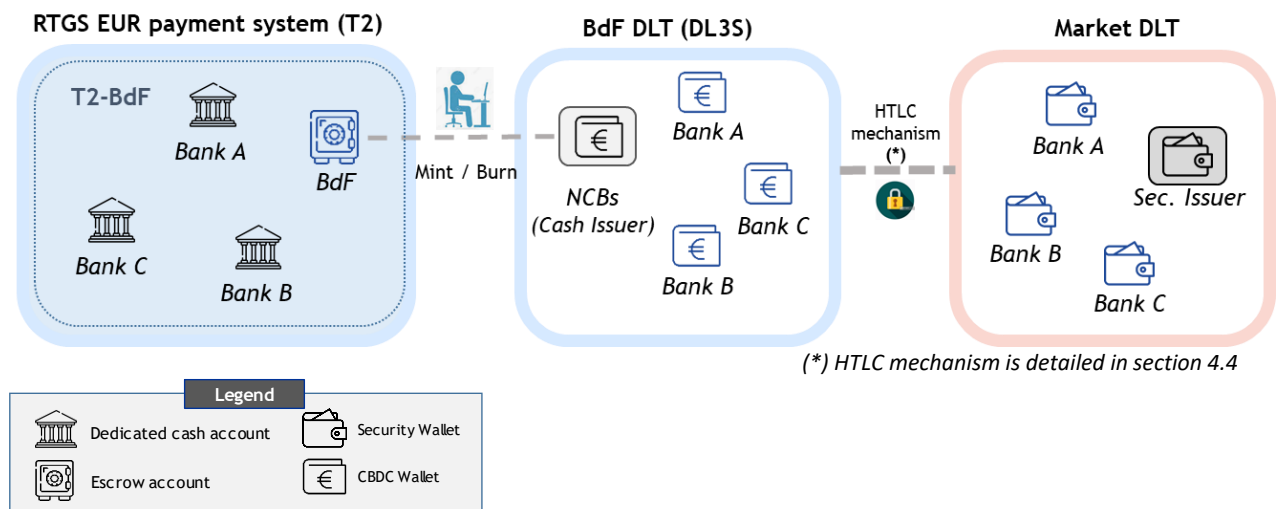 RTGS EUR payment system (T2)
T2-BdF
Bank A
BdF
Bank C
Bank B
Mint / Burn
BdF DLT (DL3S)
NCBs
(Cash Issuer)
Bank A
Bank C
Bank B
HTLC
mechanism
(*)
Market DLT
Bank A
Sec. Issuer
Bank B
Bank C
(*) HTLC mechanism is detailed in section 4.4
Legend
Dedicated cash account
Security Wallet
Escrow account
CBDC Wallet